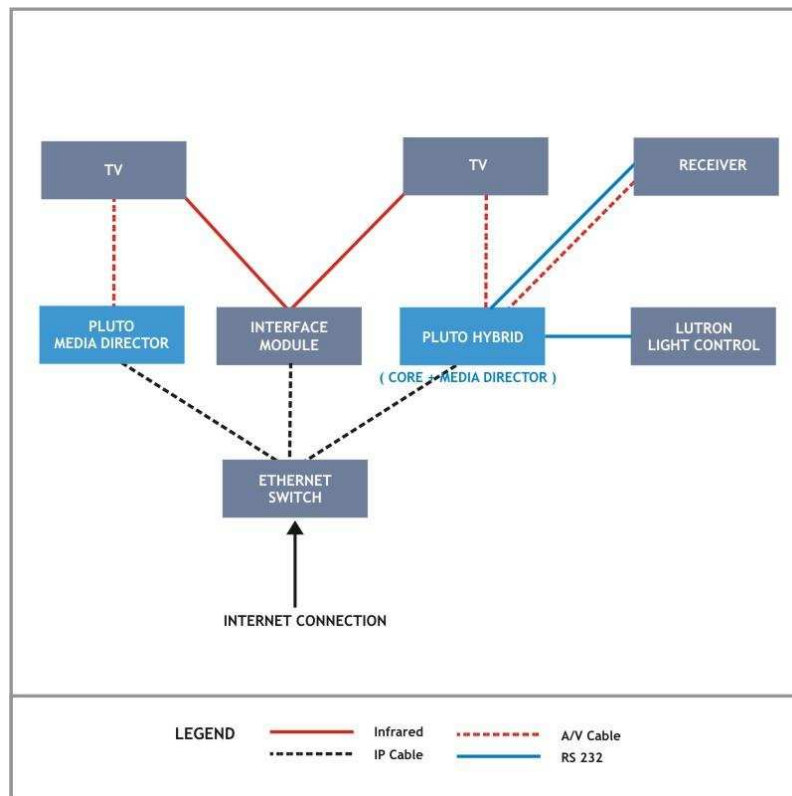 TV
TV
RECEIVER
PLUTO
MEDIA DIRECTOR
INTERFACE
MODULE
PLUTO HYBRID
( CORE + MEDIA DIRECTOR )
LUTRON
LIGHT CONTROL
ETHERNET
SWITCH
INTERNET CONNECTION
LEGEND
Infrared
IP Cable
A/V Cable
RS 232